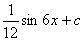 1/12 sin 6x + c